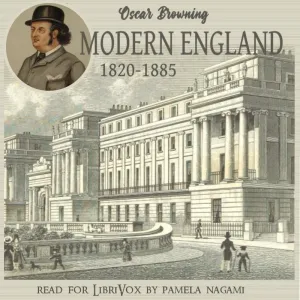 Oscar Browning
MODERN ENGLAND
1820-1885
READ FOR LIBRIVOX BY PAMELA NAGAMI